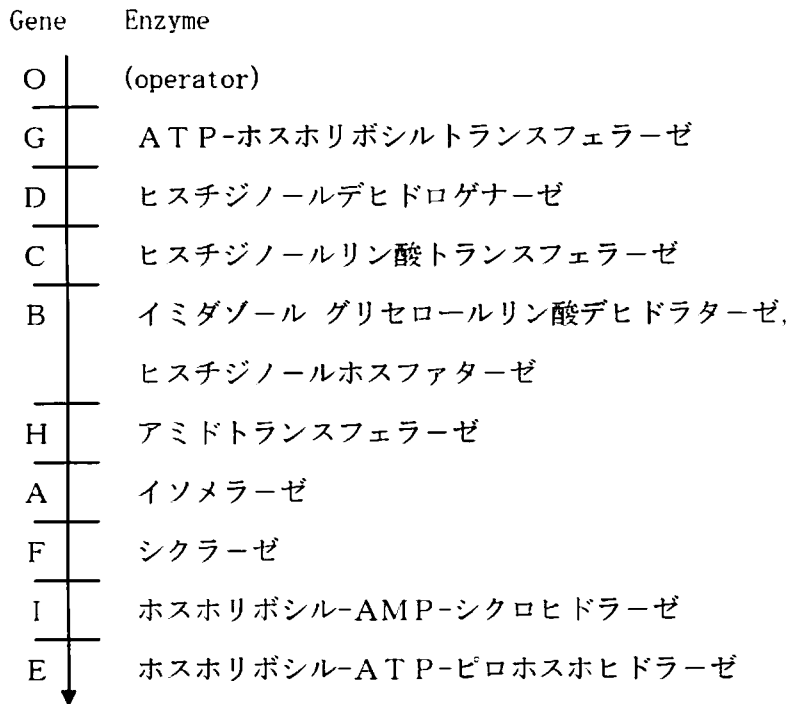 Gene Enzyme
O (operator)
G ATP-ホスホリボシルトランスフェラーゼ
D ヒスチジノールデヒドロゲナーゼ
C ヒスチジノールリン酸トランスフェラーゼ
B イミダゾール グリセロールリン酸デヒドラターゼ,
ヒスチジノールホスファターゼ
H アミドトランスフェラーゼ
A イソメラーゼ
F シクラーゼ
I ホスホリボシル-AMP-シクロヒドラーゼ
E ホスホリボシル-ATP-ピロホスホヒドラーゼ